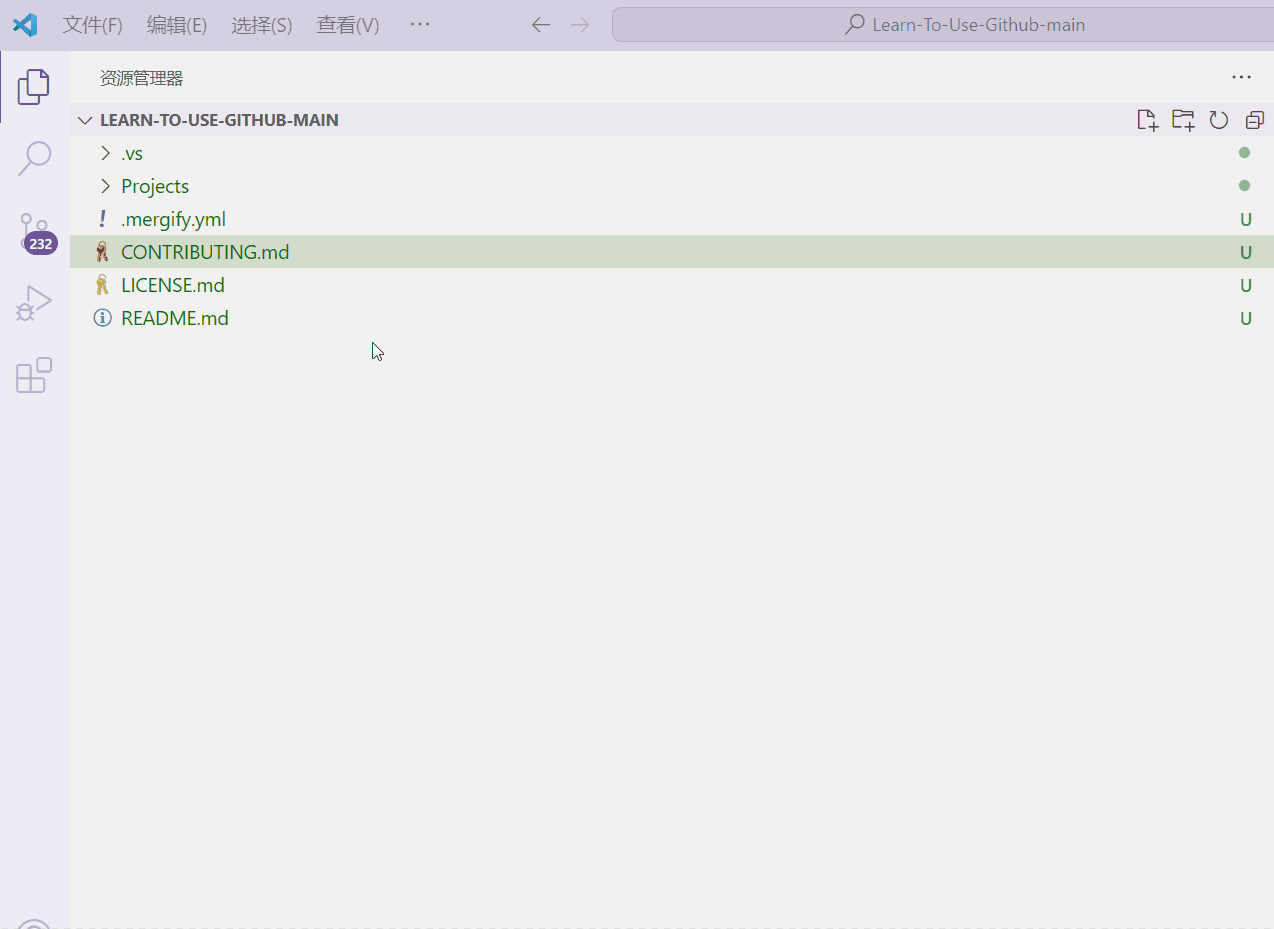 文件(F) 编辑(E) 选择(S) 查看(V) ··· Learn-To-Use-Github-main
资源管理器 ···
LEARN-TO-USE-GITHUB-MAIN
.vs
Projects
.mergify.yml U
232
CONTRIBUTING.md U
LICENSE.md U
README.md U